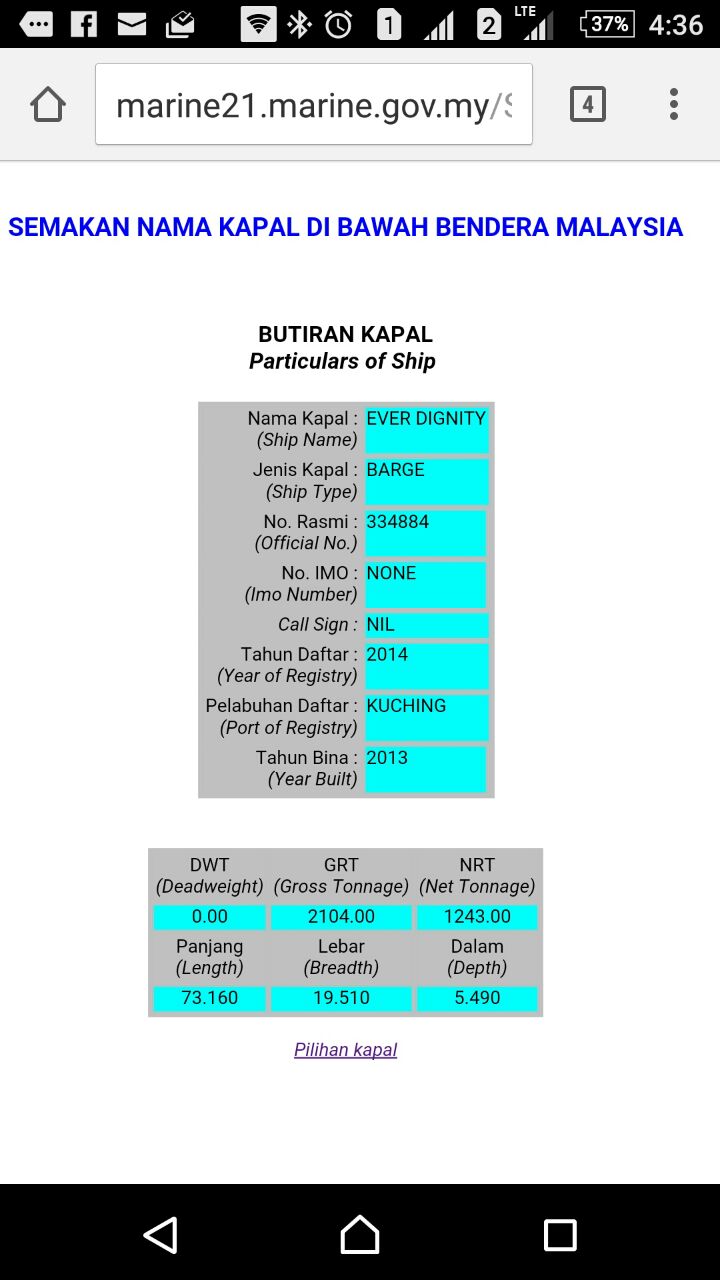 1
2
LTE
37%
4:36
marine21.marine.gov.my/S
4
SEMAKAN NAMA KAPAL DI BAWAH BENDERA MALAYSIA
BUTIRAN KAPAL
Particulars of Ship
Nama Kapal : EVER DIGNITY
(Ship Name)
Jenis Kapal : BARGE
(Ship Type)
No. Rasmi : 334884
(Official No.)
No. IMO : NONE
(Imo Number)
Call Sign : NIL
Tahun Daftar : 2014
(Year of Registry)
Pelabuhan Daftar : KUCHING
(Port of Registry)
Tahun Bina : 2013
(Year Built)
DWT GRT NRT
(Deadweight) (Gross Tonnage) (Net Tonnage)
0.00 2104.00 1243.00
Panjang Lebar Dalam
(Length) (Breadth) (Depth)
73.160 19.510 5.490
Pilihan kapal